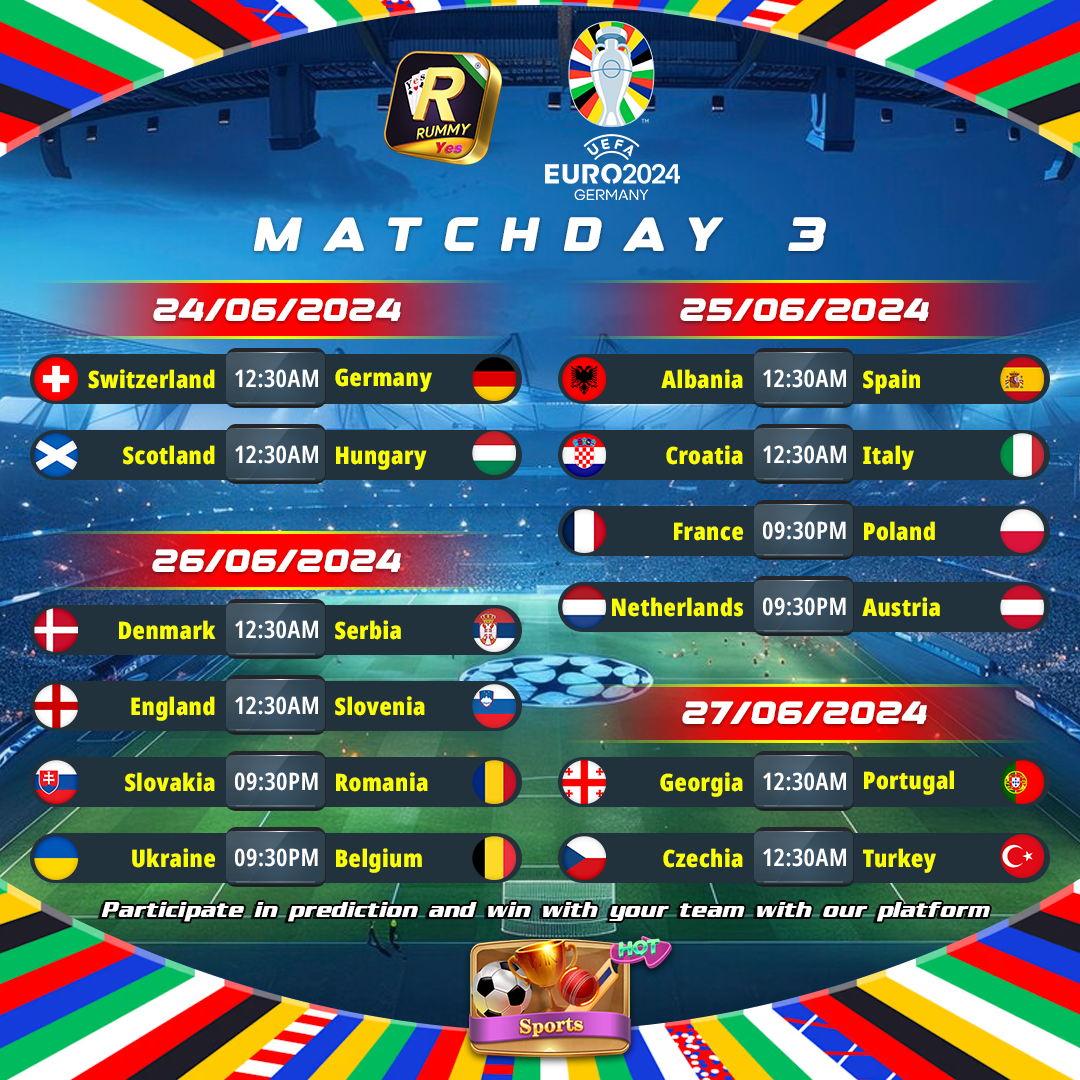 Yes
R
RUMMY
Yes
TM
UEFA
EURO2024
GERMANY
MATCHDAY 3
24/06/2024
Switzerland 12:30AM Germany
Scotland 12:30AM Hungary
25/06/2024
Albania 12:30AM Spain
Croatia 12:30AM Italy
France 09:30PM Poland
Netherlands 09:30PM Austria
26/06/2024
Denmark 12:30AM Serbia
England 12:30AM Slovenia
Slovakia 09:30PM Romania
Ukraine 09:30PM Belgium
27/06/2024
Georgia 12:30AM Portugal
Czechia 12:30AM Turkey
Participate in prediction and win with your team with our platform
HOT
Sports